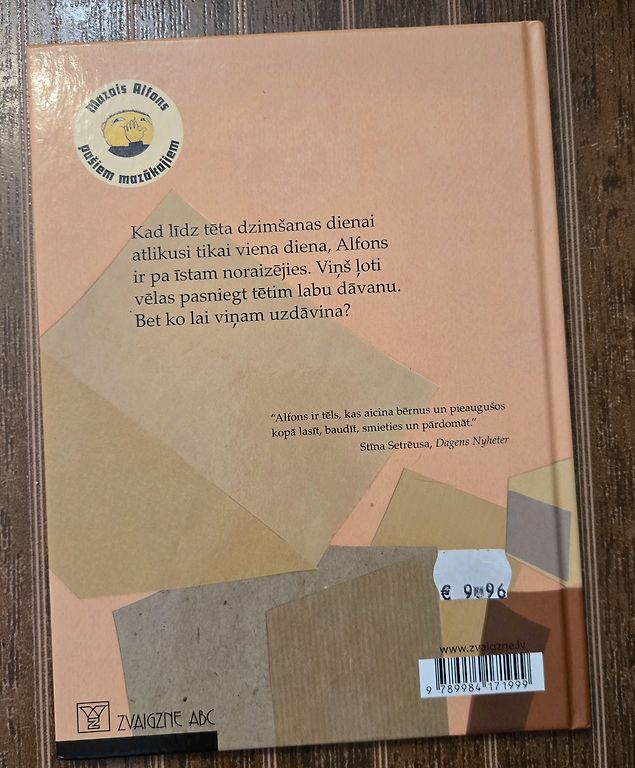 Mazais Alfons
pašiem mazākajiem
Kad līdz tēta dzimšanas dienai
atlikusi tikai viena diena, Alfons
ir pa īstam noraizējies. Viņš ļoti
vēlas pasniegt tētim labu dāvanu.
Bet ko lai viņam uzdāvina?
“Alfons ir tēls, kas aicina bērnus un pieaugušos
kopā lasīt, baudīt, smieties un pārdomāt.”
Stīna Setrēusa, Dagens Nyheter
€ 9.96
www.zvaigzne.lv
9 789984 171999
ZVAIGZNE ABC